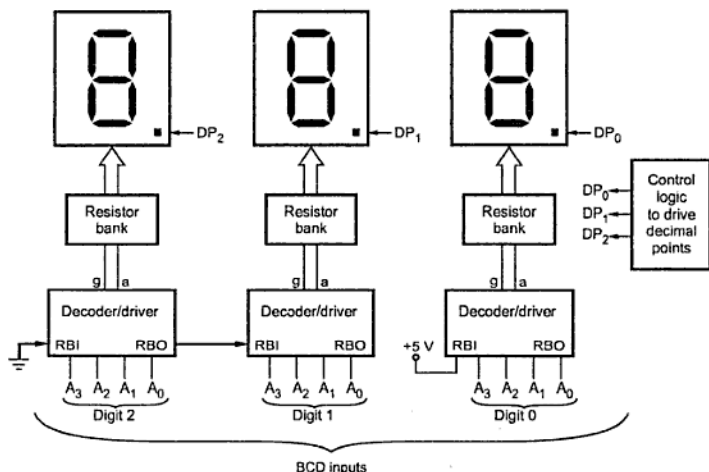 DP2
DP1
DP0
Resistor bank
Resistor bank
Resistor bank
DP0
DP1
DP2
Control logic to drive decimal points
g a
g a
g a
Decoder/driver
RBI RBO
Decoder/driver
RBI RBO
+5 V
Decoder/driver
RBI RBO
A3 A2 A1 A0
Digit 2
A3 A2 A1 A0
Digit 1
A3 A2 A1 A0
Digit 0
BCD inputs